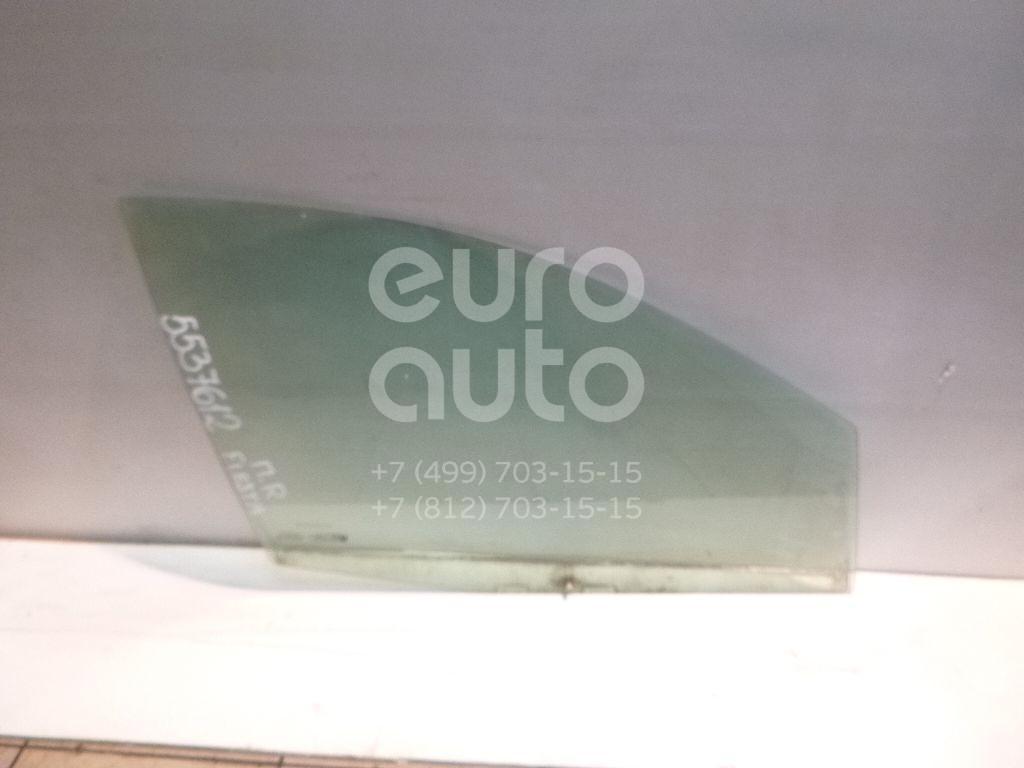 euro
auto
+7 (499) 703-15-15
+7 (812) 703-15-15
5537612
П.R